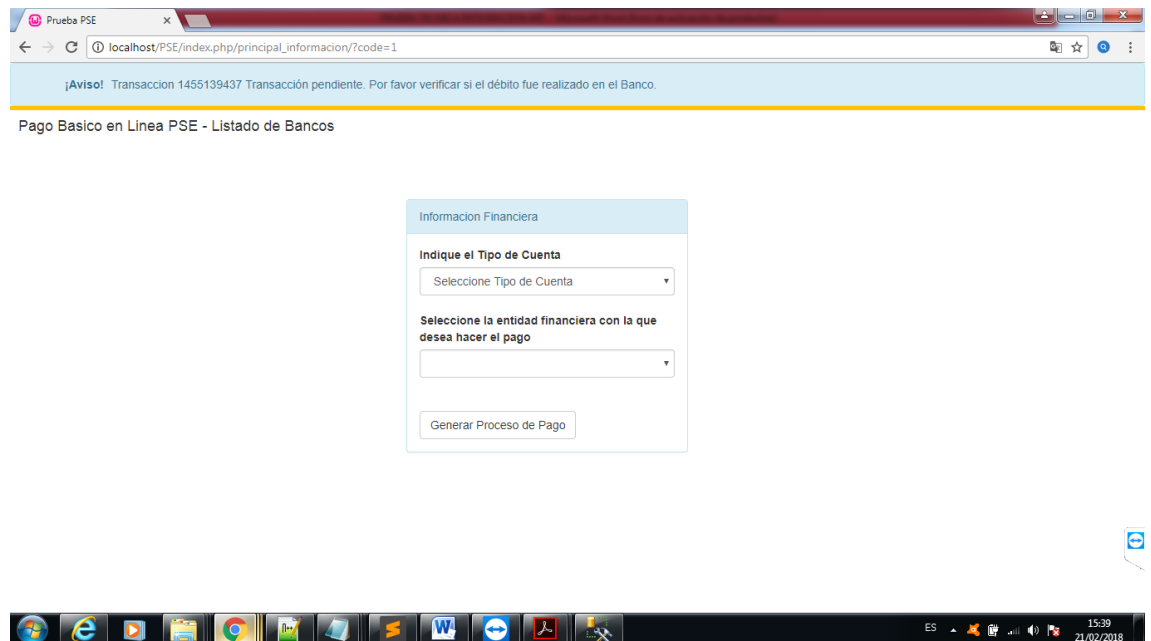 Prueba PSE
localhost/PSE/index.php/principal_informacion/?code=1
¡Aviso! Transaccion 1455139437 Transacción pendiente. Por favor verificar si el débito fue realizado en el Banco.
Pago Basico en Linea PSE - Listado de Bancos
Informacion Financiera
Indique el Tipo de Cuenta
Seleccione Tipo de Cuenta
Seleccione la entidad financiera con la que
desea hacer el pago
Generar Proceso de Pago
ES
15:39
21/02/2018